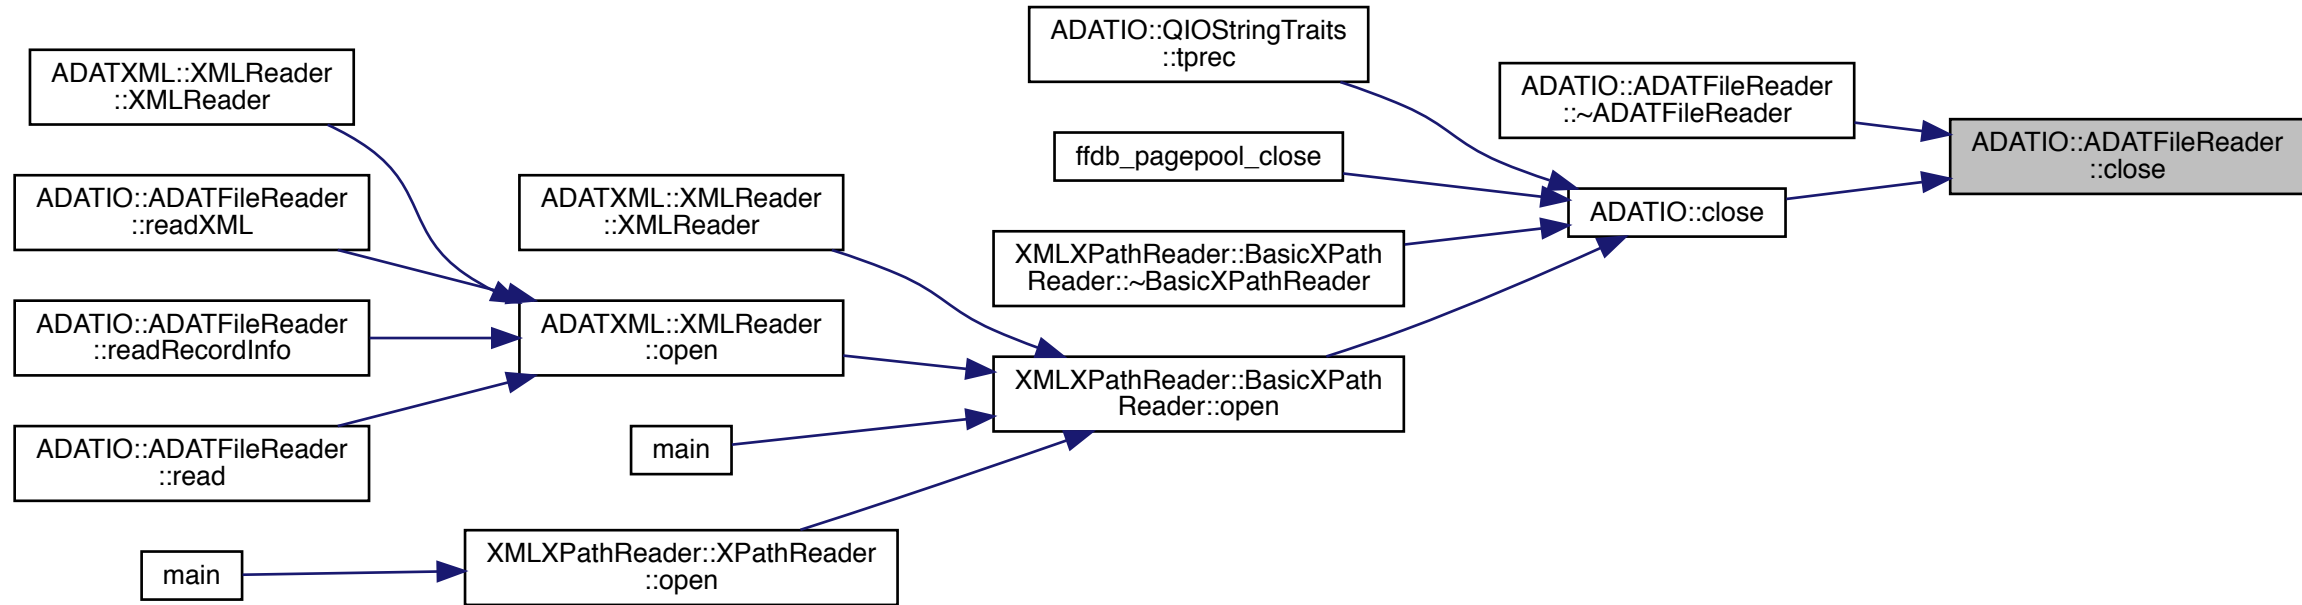 ADATIO::QIOStringTraits
::tprec
ADATXML::XMLReader
::XMLReader
ADATIO::ADATFileReader
::~ADATFileReader
ffdb_pagepool_close
ADATIO::ADATFileReader
::close
ADATIO::ADATFileReader
::readXML
ADATXML::XMLReader
::XMLReader
ADATIO::close
XMLXPathReader::BasicXPath
Reader::~BasicXPathReader
ADATIO::ADATFileReader
::readRecordInfo
ADATXML::XMLReader
::open
XMLXPathReader::BasicXPath
Reader::open
ADATIO::ADATFileReader
::read
main
main
XMLXPathReader::XPathReader
::open